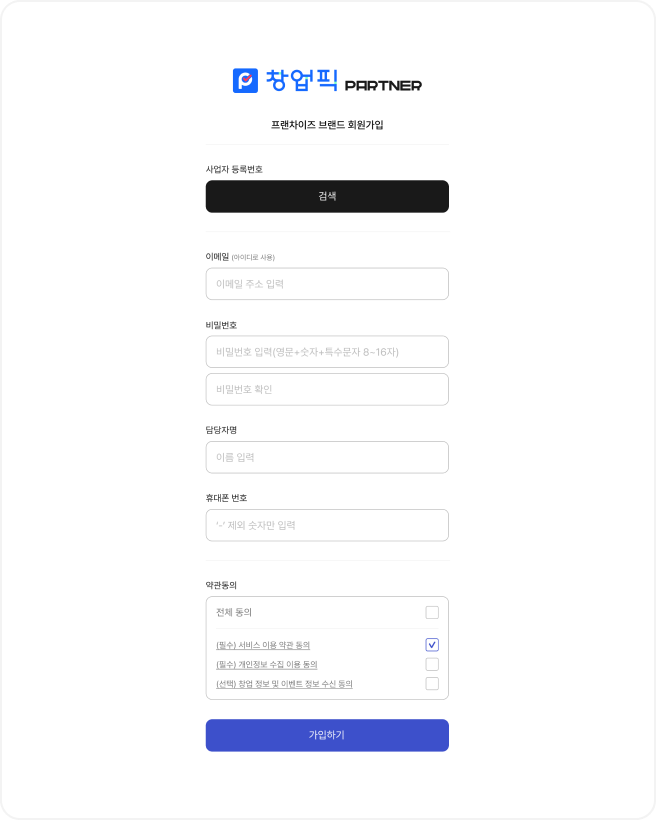 창업픽 PARTNER
프랜차이즈 브랜드 회원가입
사업자 등록번호
검색
이메일 (아이디로 사용)
이메일 주소 입력
비밀번호
비밀번호 입력(영문+숫자+특수문자 8~16자)
비밀번호 확인
담당자명
이름 입력
휴대폰 번호
'-' 제외 숫자만 입력
약관동의
전체 동의
(필수) 서비스 이용 약관 동의
(필수) 개인정보 수집 이용 동의
(선택) 창업 정보 및 이벤트 정보 수신 동의
가입하기